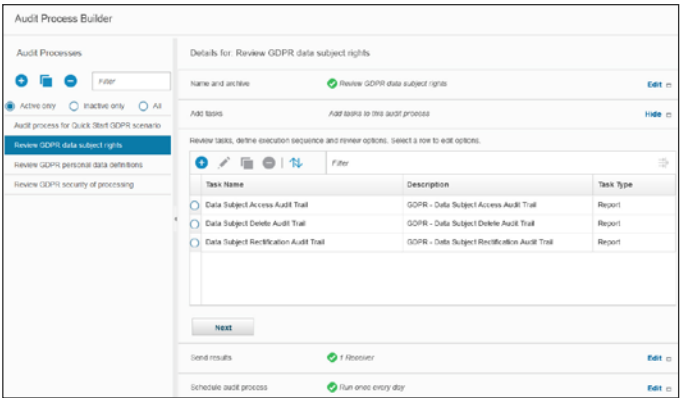 Audit Process Builder
Audit Processes
Filter
Active only Inactive only All
Audit process for Quick Start GDPR scenario
Review GDPR data subject rights
Review GDPR personal data definitions
Review GDPR security of processing
Details for: Review GDPR data subject rights
Name and archive Review GDPR data subject rights Edit
Add tasks Add tasks to this audit process Hide
Review tasks, define execution sequence and review options. Select a row to edit options.
Filter
Task Name Description Task Type
Data Subject Access Audit Trail GDPR - Data Subject Access Audit Trail Report
Data Subject Delete Audit Trail GDPR - Data Subject Delete Audit Trail Report
Data Subject Rectification Audit Trail GDPR - Data Subject Rectification Audit Trail Report
Next
Send results 1 Receiver Edit
Schedule audit process Run once every day Edit